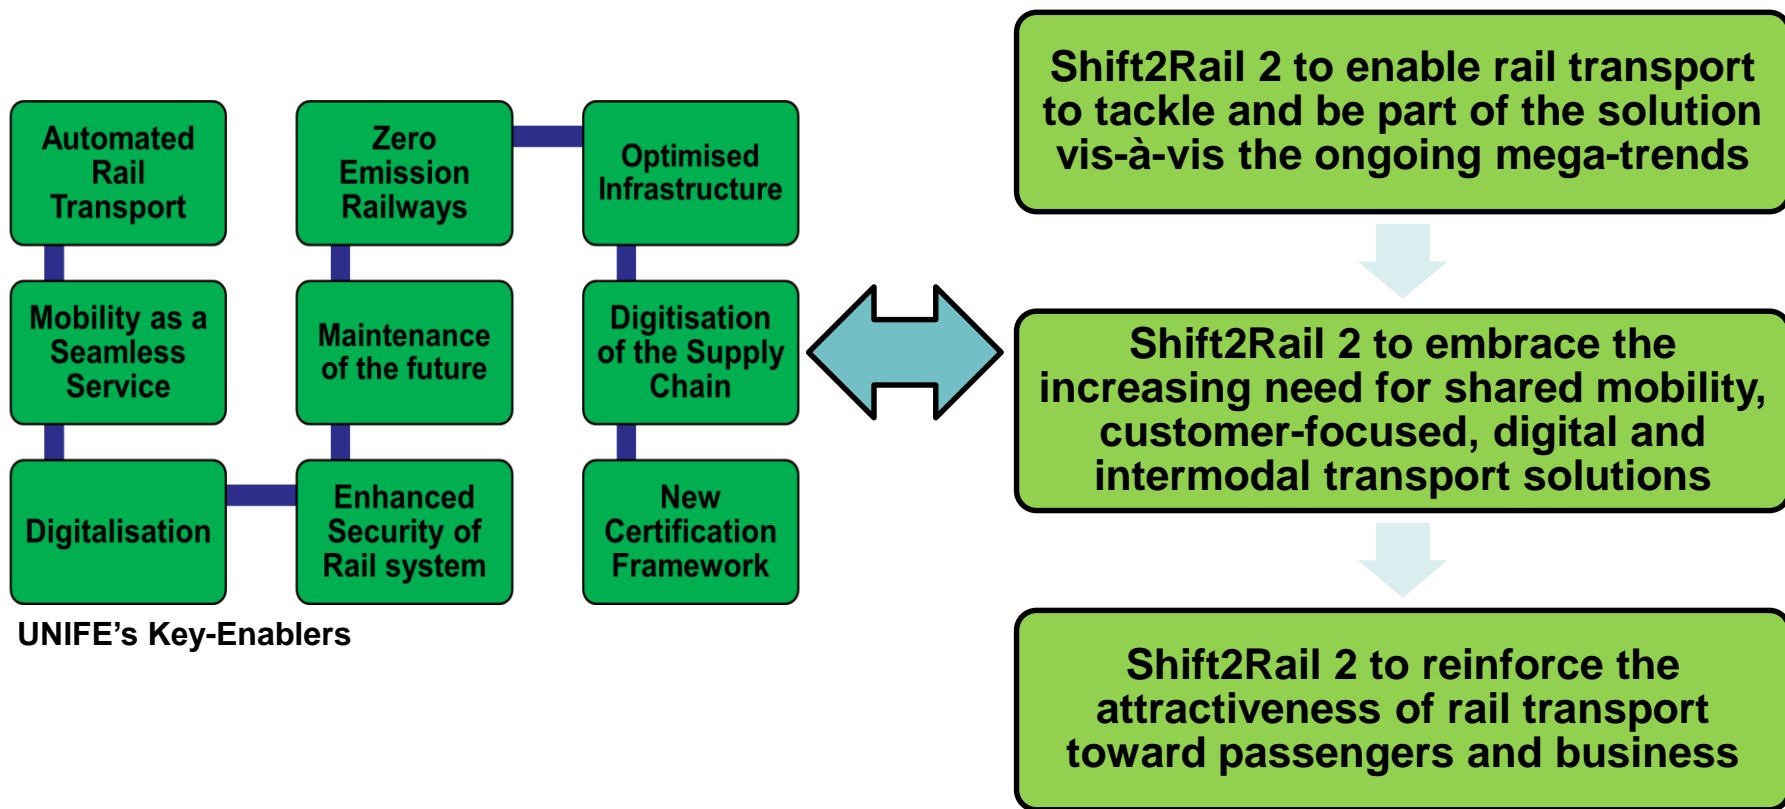 Automated
Rail
Transport
Mobility as a
Seamless
Service
Digitalisation
Enhanced
Security of
Rail system
Maintenance
of the future
Zero
Emission
Railways
Optimised
Infrastructure
Digitisation
of the Supply
Chain
New
Certification
Framework
UNIFE’s Key-Enablers
Shift2Rail 2 to enable rail transport
to tackle and be part of the solution
vis-à-vis the ongoing mega-trends
Shift2Rail 2 to embrace the
increasing need for shared mobility,
customer-focused, digital and
intermodal transport solutions
Shift2Rail 2 to reinforce the
attractiveness of rail transport
toward passengers and business